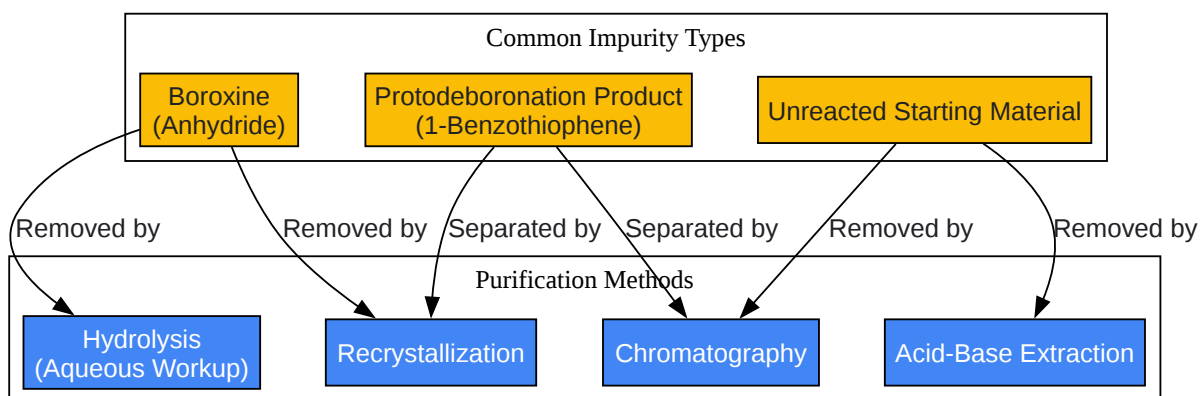 Common Impurity Types
Boroxine
(Anhydride)
Protodeboronation Product
(1-Benzothiophene)
Unreacted Starting Material
Removed by
Removed by
Separated by
Separated by
Removed by
Removed by
Purification Methods
Hydrolysis
(Aqueous Workup)
Recrystallization
Chromatography
Acid-Base Extraction